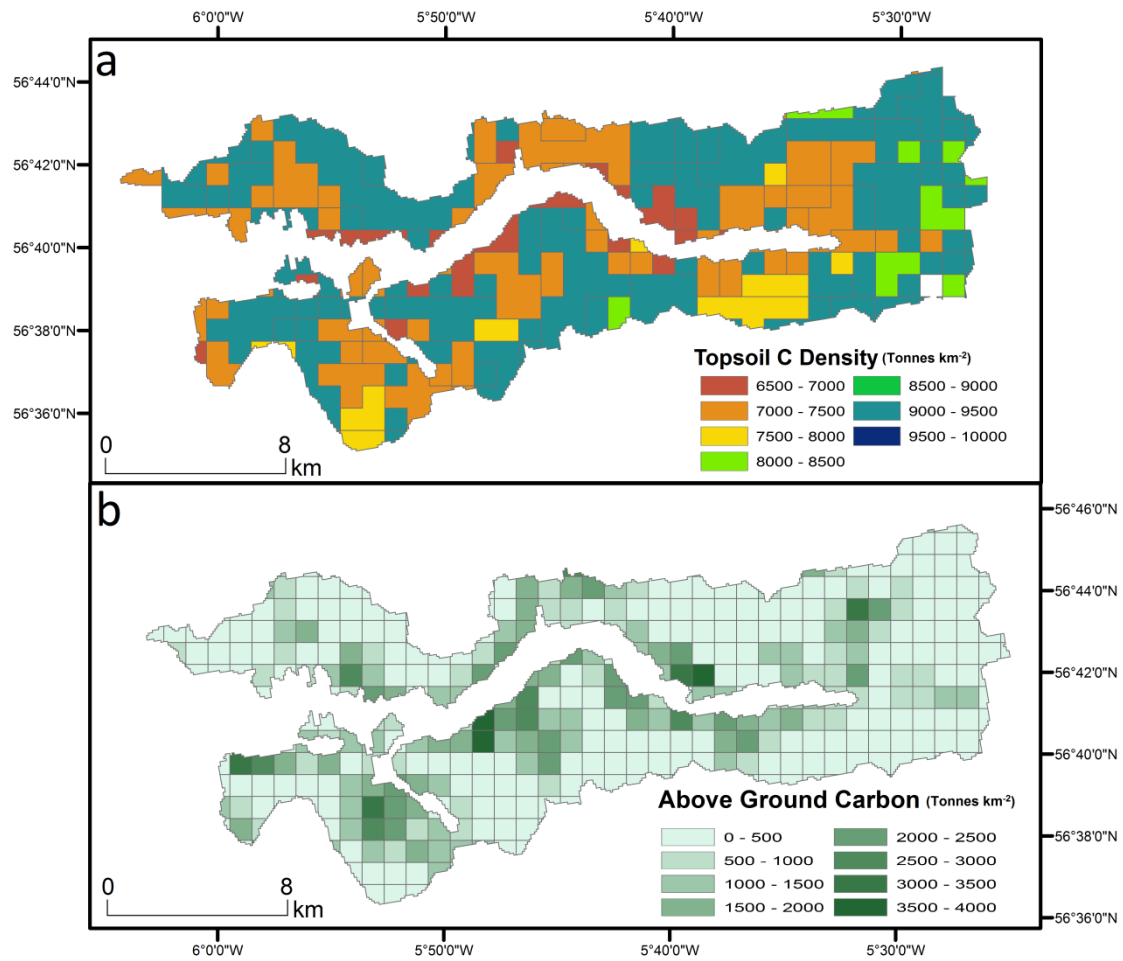 6°0'0"W 5°50'0"W 5°40'0"W 5°30'0"W
a
56°44'0"N
56°42'0"N
56°40'0"N
56°38'0"N
56°36'0"N
Topsoil C Density (Tonnes km-2)
6500 - 7000 8500 - 9000
7000 - 7500 9000 - 9500
7500 - 8000 9500 - 10000
8000 - 8500
0 8
km
b
56°46'0"N
56°44'0"N
56°42'0"N
56°40'0"N
56°38'0"N
56°36'0"N
Above Ground Carbon (Tonnes km-2)
0 - 500 2000 - 2500
500 - 1000 2500 - 3000
1000 - 1500 3000 - 3500
1500 - 2000 3500 - 4000
0 8
km
6°0'0"W 5°50'0"W 5°40'0"W 5°30'0"W